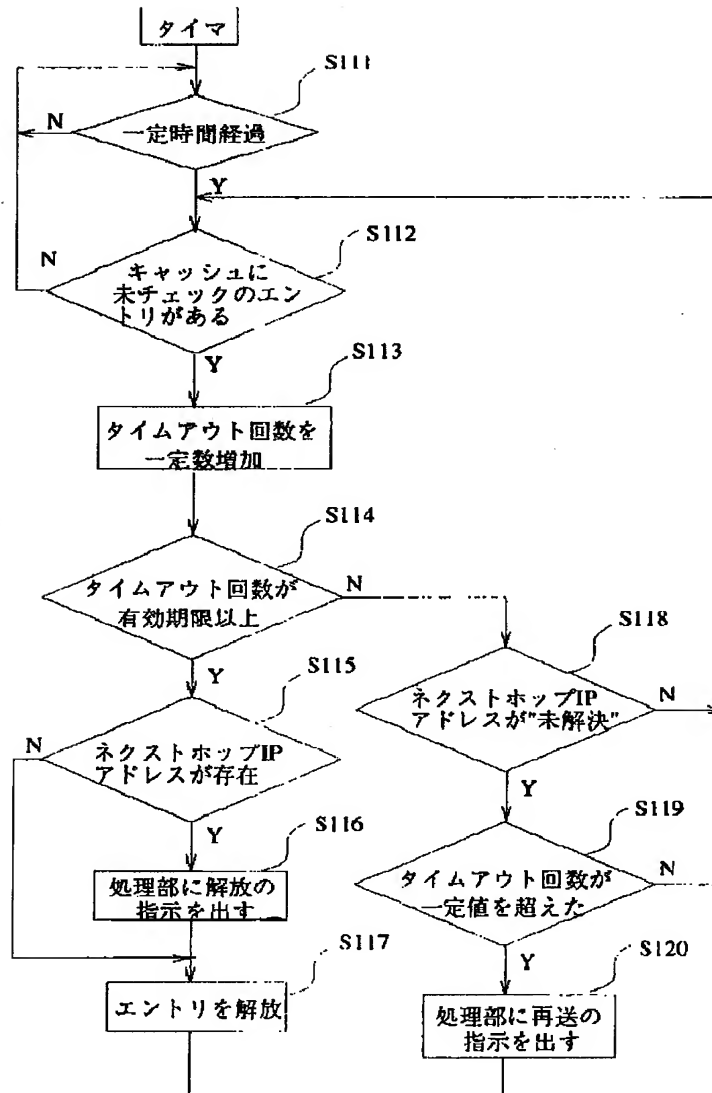 タイマ
S111
N
一定時間経過
Y
S112
N
キャッシュに
未チェックのエン
トリがある
Y
S113
タイムアウト回数を
一定数増加
S114
タイムアウト回数が
有効期限以上
N
Y
S115
S118
N
ネクストホップIP
アドレスが存在
ネクストホップIP
アドレスが"未解決"
N
Y
S116
Y
S119
処理部に解放の
指示を出す
タイムアウト回数が
一定値を超えた
N
S117
Y
S120
エントリを解放
処理部に再送の
指示を出す